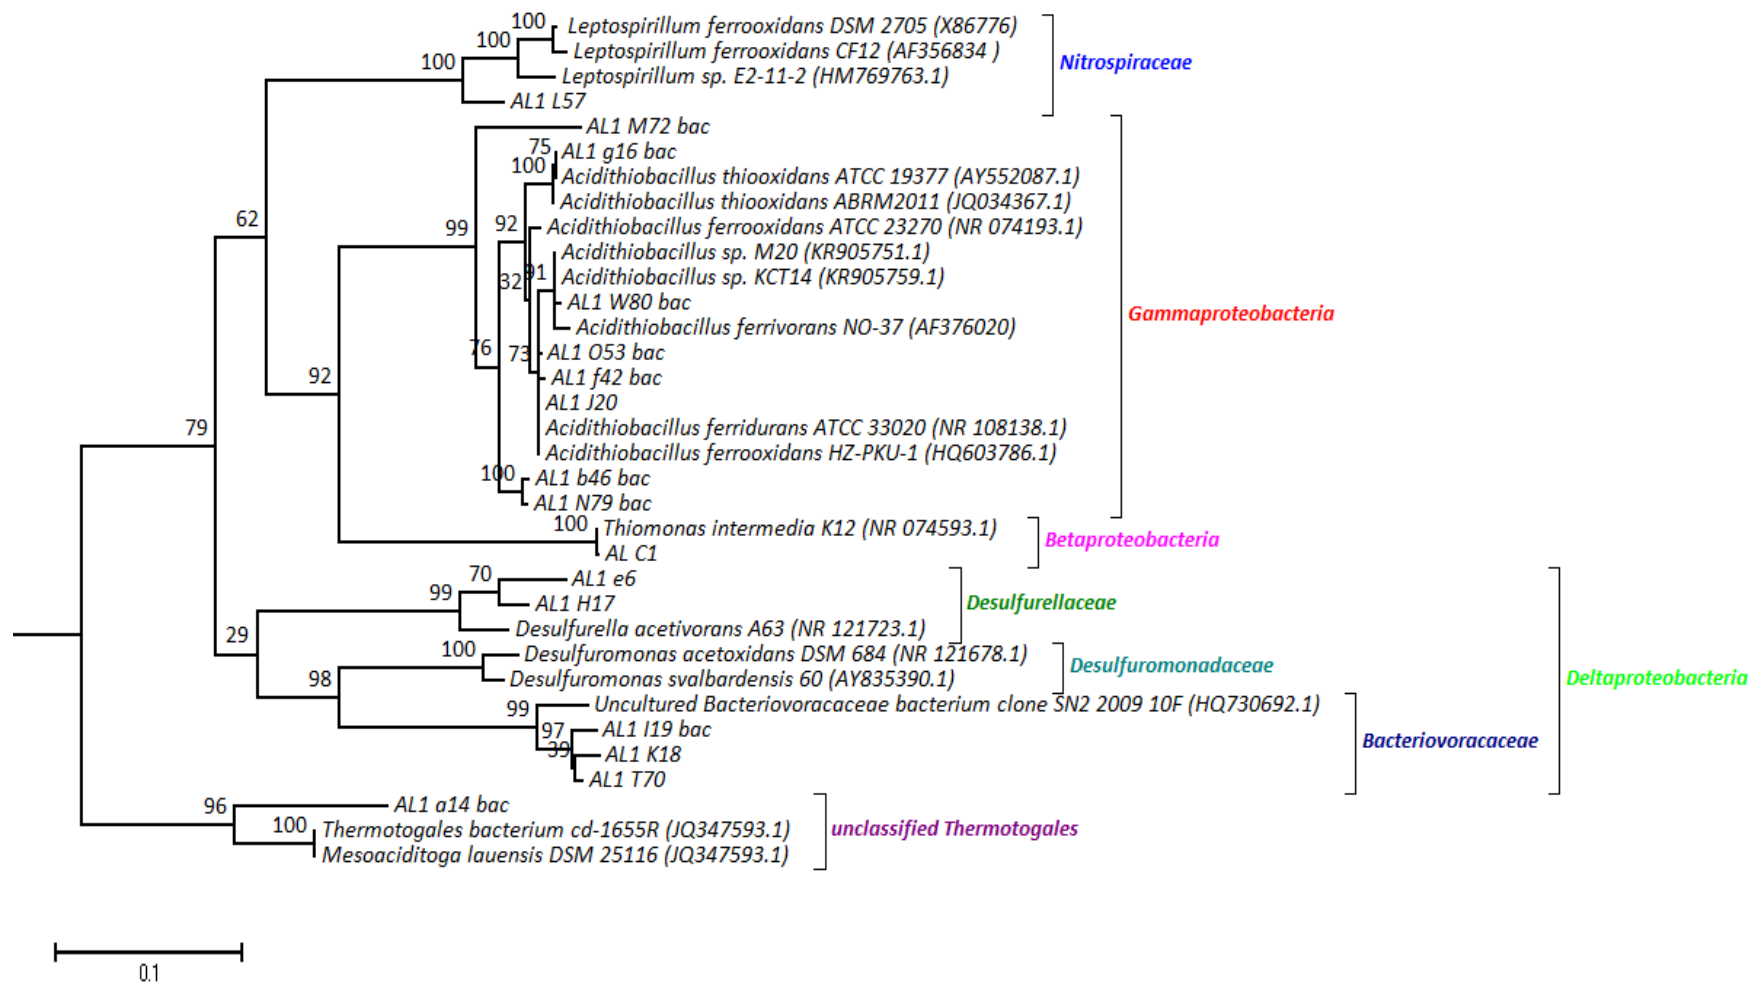 100
Leptospirillum ferrooxidans DSM 2705 (X86776)
100
Leptospirillum ferrooxidans CF12 (AF356834 )
100
Nitrospiraceae
Leptospirillum sp. E2-11-2 (HM769763.1)
AL1 L57
AL1 M72 bac
75
AL1 g16 bac
100
Acidithiobacillus thiooxidans ATCC 19377 (AY552087.1)
Acidithiobacillus thiooxidans ABRM2011 (JQ034367.1)
62
99
92
Acidithiobacillus ferrooxidans ATCC 23270 (NR 074193.1)
Acidithiobacillus sp. M20 (KR905751.1)
91
32
Acidithiobacillus sp. KCT14 (KR905759.1)
AL1 W80 bac
Gammaproteobacteria
Acidithiobacillus ferrivorans NO-37 (AF376020)
76
73
AL1 O53 bac
92
AL1 f42 bac
AL1 J20
79
Acidithiobacillus ferridurans ATCC 33020 (NR 108138.1)
Acidithiobacillus ferrooxidans HZ-PKU-1 (HQ603786.1)
100
AL1 b46 bac
AL1 N79 bac
100
Thiomonas intermedia K12 (NR 074593.1)
Betaproteobacteria
AL C1
70
AL1 e6
99
AL1 H17
Desulfurellaceae
Desulfurella acetivorans A63 (NR 121723.1)
29
100
Desulfuromonas acetoxidans DSM 684 (NR 121678.1)
Desulfuromonadaceae
98
Desulfuromonas svalbardensis 60 (AY835390.1)
Deltaproteobacteria
99
Uncultured Bacteriovoracaceae bacterium clone SN2 2009 10F (HQ730692.1)
97
AL1 I19 bac
39
AL1 K18
Bacteriovoracaceae
AL1 T70
96
AL1 a14 bac
100
Thermotogales bacterium cd-1655R (JQ347593.1)
unclassified Thermotogales
Mesoaciditoga lauensis DSM 25116 (JQ347593.1)
0.1